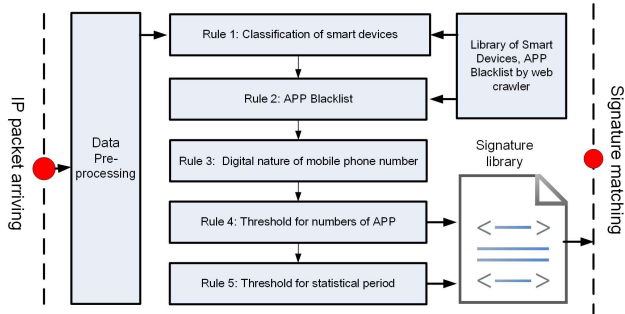 IP packet arriving
Data
Pre-
processing
Rule 1: Classification of smart devices
Rule 2: APP Blacklist
Rule 3: Digital nature of mobile phone number
Rule 4: Threshold for numbers of APP
Rule 5: Threshold for statistical period
Library of Smart
Devices, APP
Blacklist by web
crawler
Signature
library
Signature matching